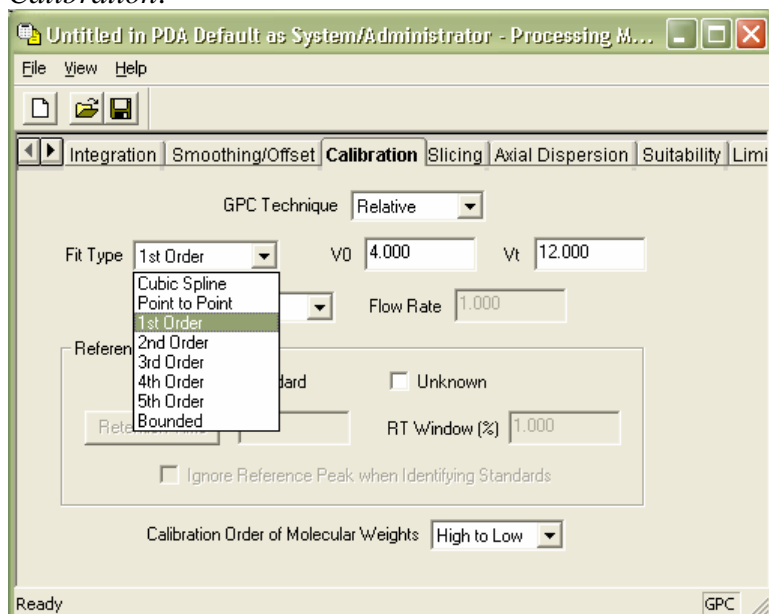 Calibration.
Untitled in PDA Default as System/Administrator - Processing M...
File View Help
Integration Smoothing/Offset Calibration Slicing Axial Dispersion Suitability Limi
GPC Technique Relative
Fit Type 1st Order V0 4.000 Vt 12.000
Cubic Spline
Point to Point
1st Order
2nd Order
3rd Order
4th Order
5th Order
Bounded
Flow Rate 1.000
Unknown
RT Window (%) 1.000
Ignore Reference Peak when Identifying Standards
Calibration Order of Molecular Weights High to Low
Ready GPC